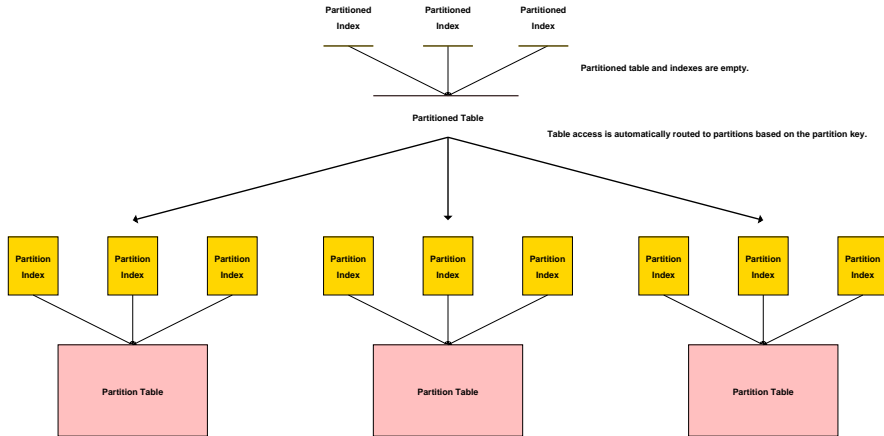 Partitioned Partitioned Partitioned
Index Index Index
Partitioned table and indexes are empty.
Partitioned Table
Table access is automatically routed to partitions based on the partition key.
Partition Partition Partition Partition Partition Partition Partition Partition Partition
Index Index Index Index Index Index Index Index Index
Partition Table Partition Table Partition Table